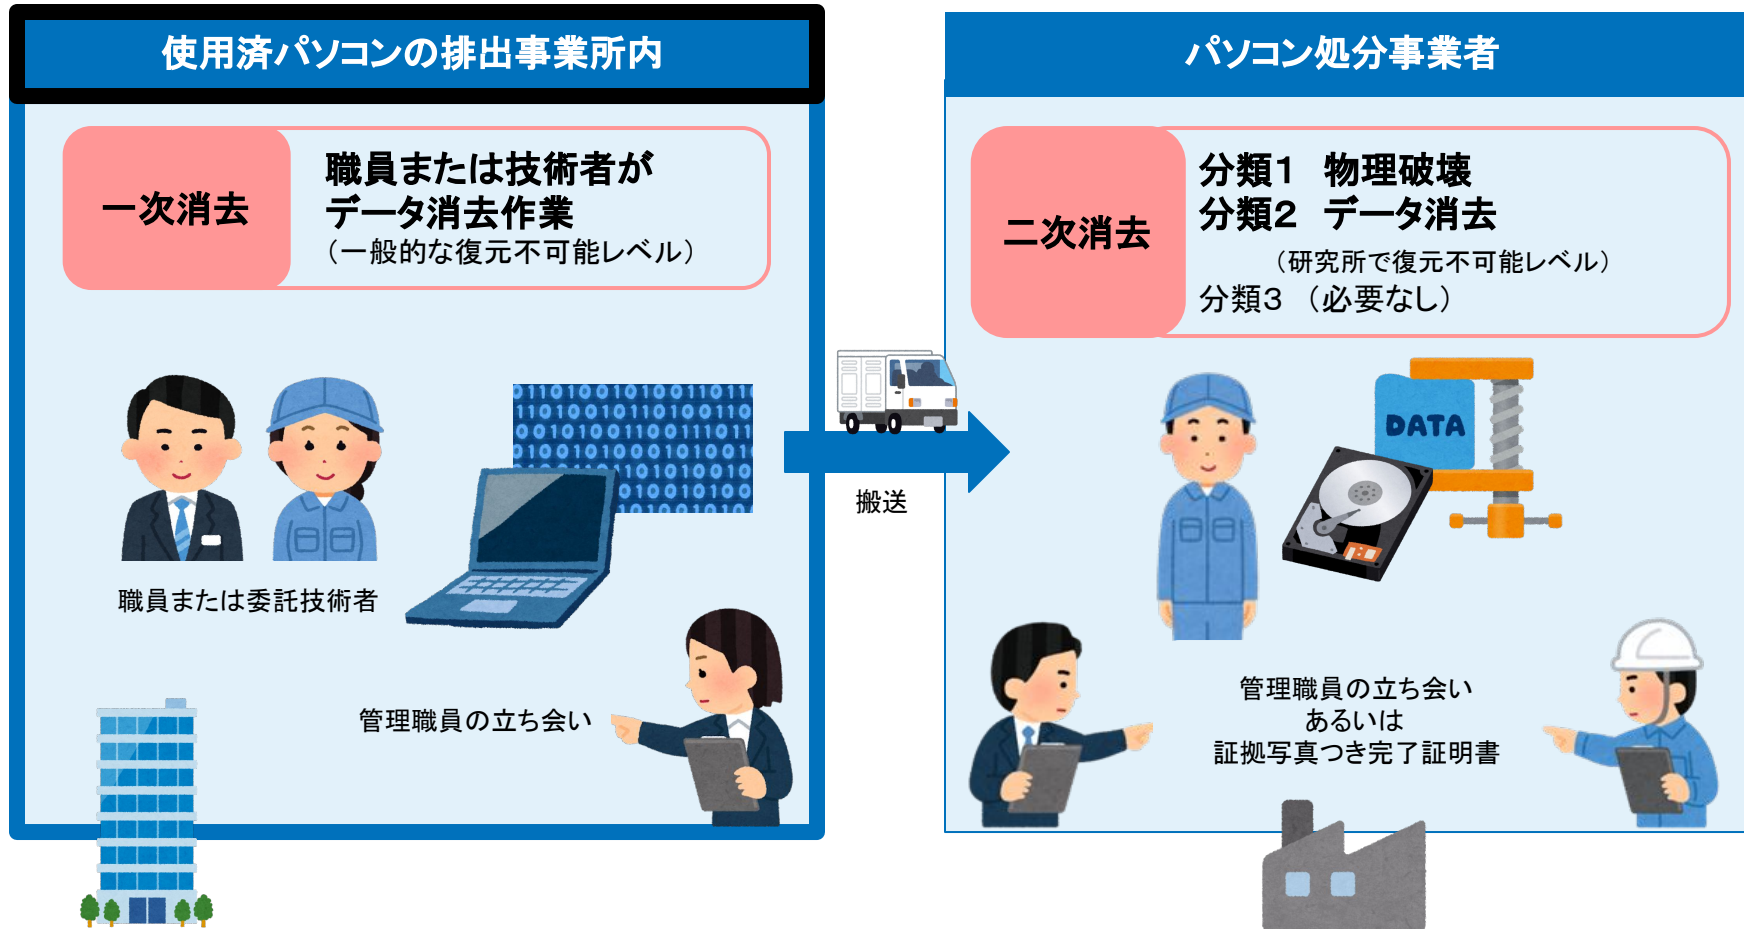 使用済パソコンの排出事業所内
一次消去
職員または技術者が
データ消去作業
（一般的な復元不可能レベル）
職員または委託技術者
管理職員の立ち会い
搬送
パソコン処分事業者
二次消去
分類1　物理破壊
分類2　データ消去
（研究所で復元不可能レベル）
分類3　（必要なし）
DATA
管理職員の立ち会い
あるいは
証拠写真つき完了証明書